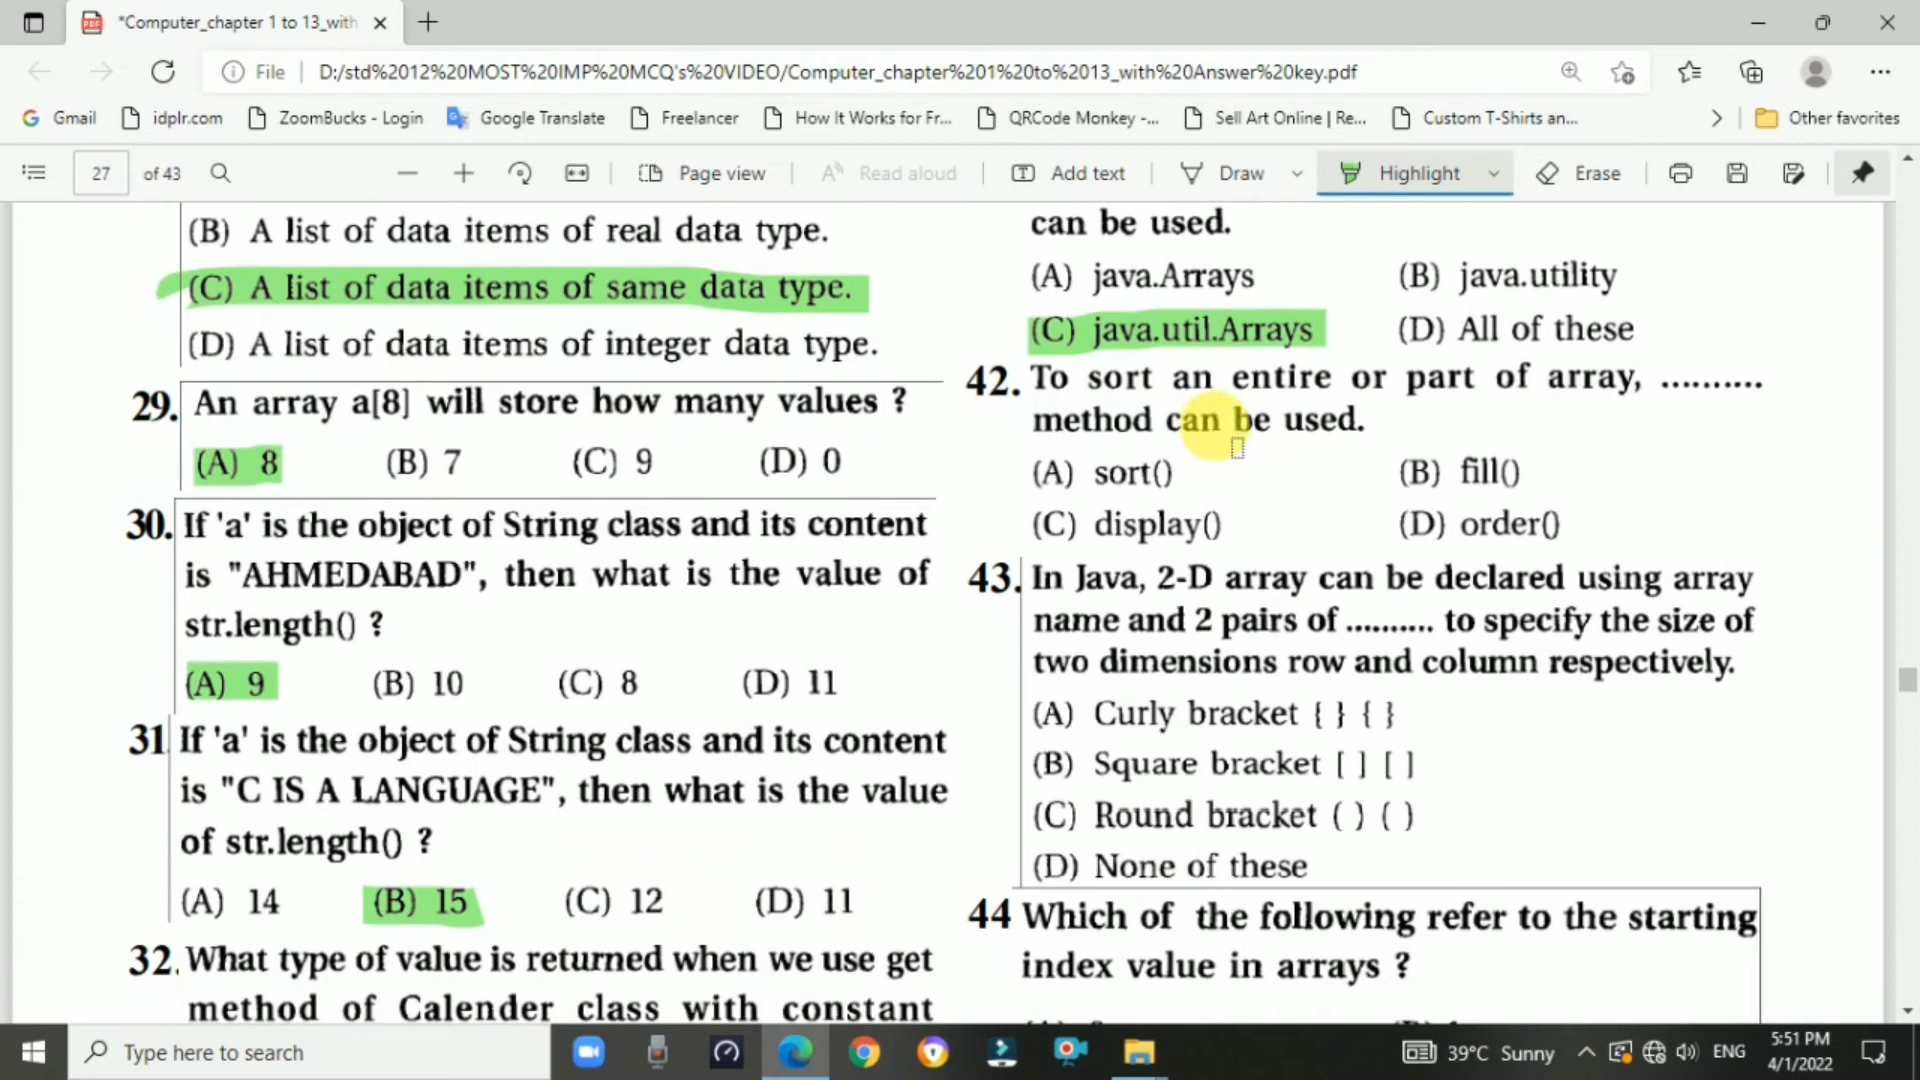 *Computer_chapter 1 to 13_with
File
D:/std%2012%20MOST%20IMP%20MCQ's%20VIDEO/Computer_chapter%201%20to%2013_with%20Answer%20key.pdf
Gmail
idplr.com
ZoomBucks - Login
Google Translate
Freelancer
How It Works for Fr...
QRCode Monkey -...
Sell Art Online | Re...
Custom T-Shirts an...
Other favorites
27 of 43
Page view
Read aloud
Add text
Draw
Highlight
Erase
(B) A list of data items of real data type.
(C) A list of data items of same data type.
(D) A list of data items of integer data type.
29. An array a[8] will store how many values ?
(A) 8 (B) 7 (C) 9 (D) 0
30. If 'a' is the object of String class and its content
is "AHMEDABAD", then what is the value of
str.length() ?
(A) 9 (B) 10 (C) 8 (D) 11
31 If 'a' is the object of String class and its content
is "C IS A LANGUAGE", then what is the value
of str.length() ?
(A) 14 (B) 15 (C) 12 (D) 11
32. What type of value is returned when we use get
method of Calender class with constant
can be used.
(A) java.Arrays (B) java.utility
(C) java.util.Arrays (D) All of these
42. To sort an entire or part of array, ..........
method can be used.
(A) sort() (B) fill()
(C) display() (D) order()
43. In Java, 2-D array can be declared using array
name and 2 pairs of .......... to specify the size of
two dimensions row and column respectively.
(A) Curly bracket { } { }
(B) Square bracket [ ] [ ]
(C) Round bracket ( ) ( )
(D) None of these
44 Which of the following refer to the starting
index value in arrays ?
Type here to search
39°C Sunny
ENG
5:51 PM
4/1/2022